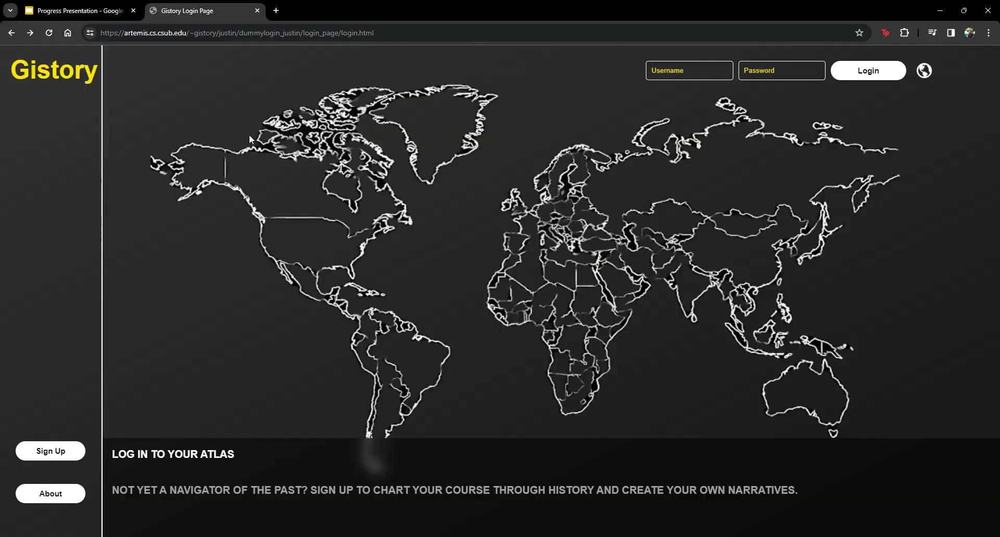 Progress Presentation - Google
Gistory Login Page
https://artemis.cs.csub.edu/~gistory/justin/dummylogin_justin/login_page/login.html
Tp
Gistory
Username
Password
Login
Sign Up
LOG IN TO YOUR ATLAS
About
NOT YET A NAVIGATOR OF THE PAST? SIGN UP TO CHART YOUR COURSE THROUGH HISTORY AND CREATE YOUR OWN NARRATIVES.